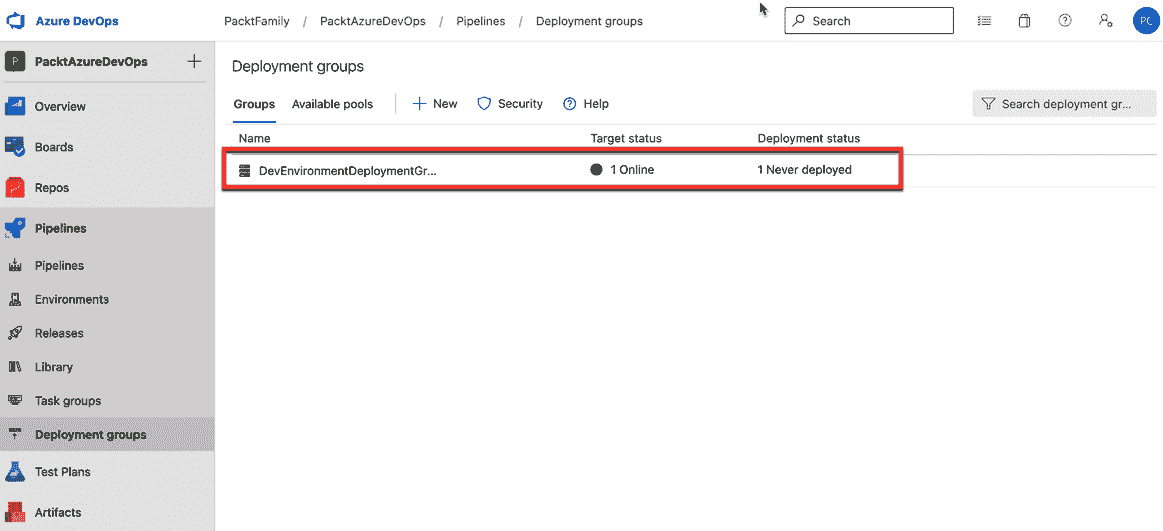 Azure DevOps
PacktFamily / PacktAzureDevOps / Pipelines / Deployment groups
Search
PC
P PacktAzureDevOps
Overview
Boards
Repos
Pipelines
Pipelines
Environments
Releases
Library
Task groups
Deployment groups
Test Plans
Artifacts
Deployment groups
Groups Available pools New Security Help
Search deployment gr...
Name Target status Deployment status
DevEnvironmentDeploymentGr... 1 Online 1 Never deployed